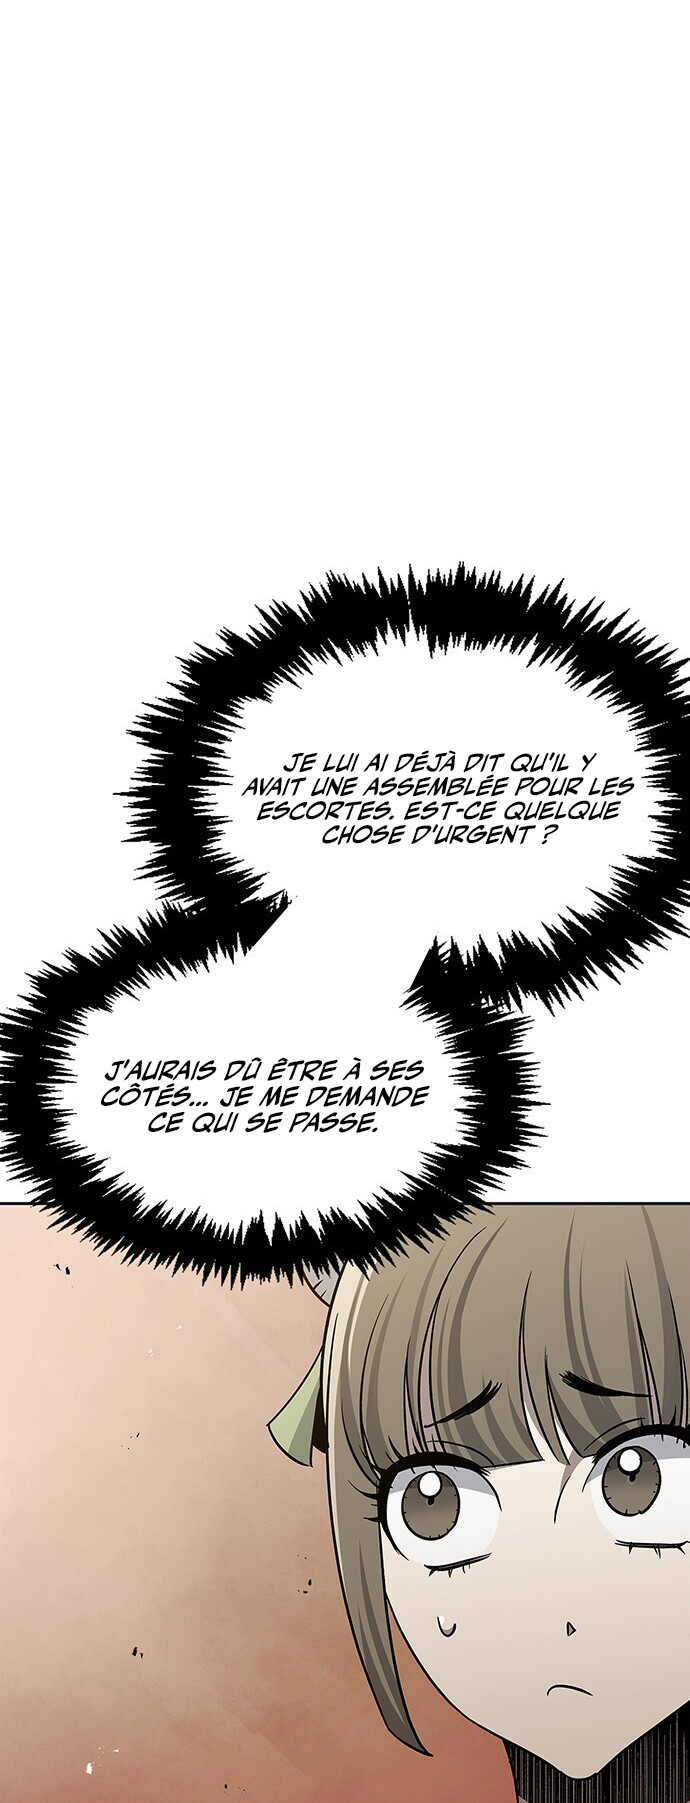 JE LUI AI DÉJÀ DIT QU'IL Y
AVAIT UNE ASSEMBLÉE POUR LES
ESCORTES. EST-CE QUELQUE
CHOSE D'URGENT ?
J'AURAIS DÛ ÊTRE À SES
CÔTÉS... JE ME DEMANDE
CE QUI SE PASSE.